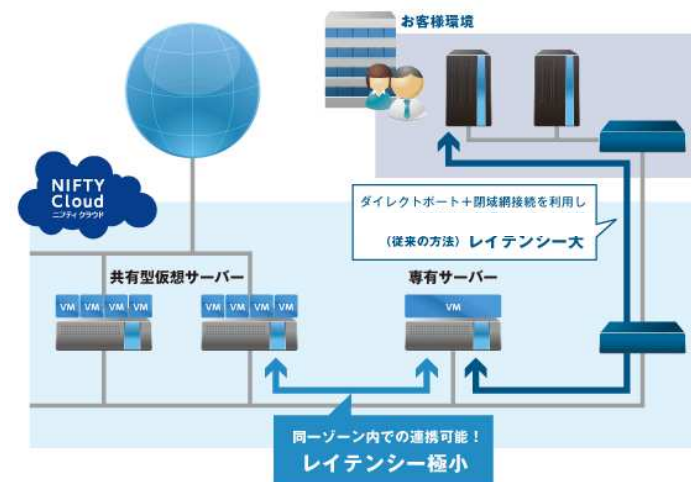 お客様環境
NIFTY
Cloud
ニフティクラウド
ダイレクトポート+閉域網接続を利用し
(従来の方法) レイテンシー大
共有型仮想サーバー
専有サーバー
VM VM VM VM
VM VM VM VM
VM
同一ゾーン内での連携可能!
レイテンシー極小